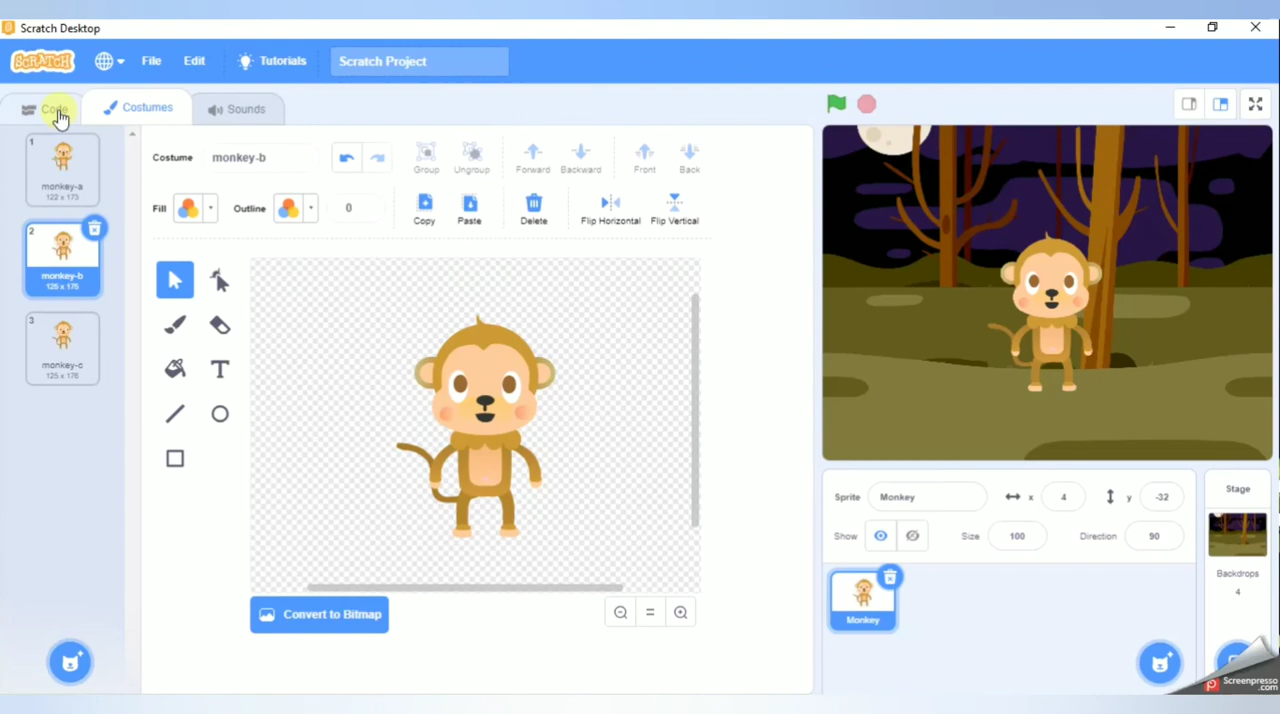 Scratch Desktop
SCRATCH File Edit Tutorials Scratch Project
Code Costumes Sounds
1
monkey-a
122 x 173
2
monkey-b
125 x 175
3
monkey-c
125 x 176
Costume monkey-b Group Ungroup Forward Backward Front Back
Fill Outline 0 Copy Paste Delete Flip Horizontal Flip Vertical
T
Convert to Bitmap
Sprite Monkey x 4 y -32
Show Size 100 Direction 90
Monkey
Stage
Backdrops
4
Screenpresso
.com